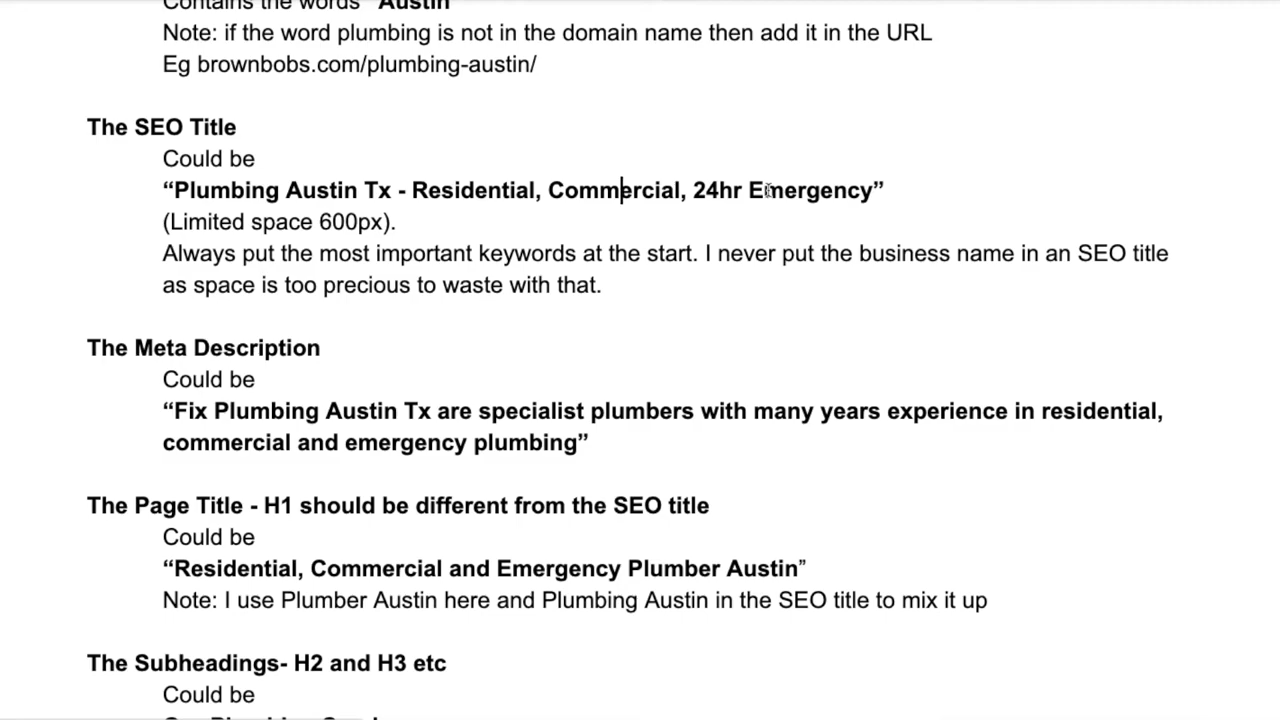 Contains the words "Austin
Note: if the word plumbing is not in the domain name then add it in the URL
Eg brownbobs.com/plumbing-austin/
The SEO Title
Could be
“Plumbing Austin Tx - Residential, Commercial, 24hr Emergency”
(Limited space 600px).
Always put the most important keywords at the start. I never put the business name in an SEO title
as space is too precious to waste with that.
The Meta Description
Could be
“Fix Plumbing Austin Tx are specialist plumbers with many years experience in residential,
commercial and emergency plumbing”
The Page Title - H1 should be different from the SEO title
Could be
“Residential, Commercial and Emergency Plumber Austin”
Note: I use Plumber Austin here and Plumbing Austin in the SEO title to mix it up
The Subheadings- H2 and H3 etc
Could be